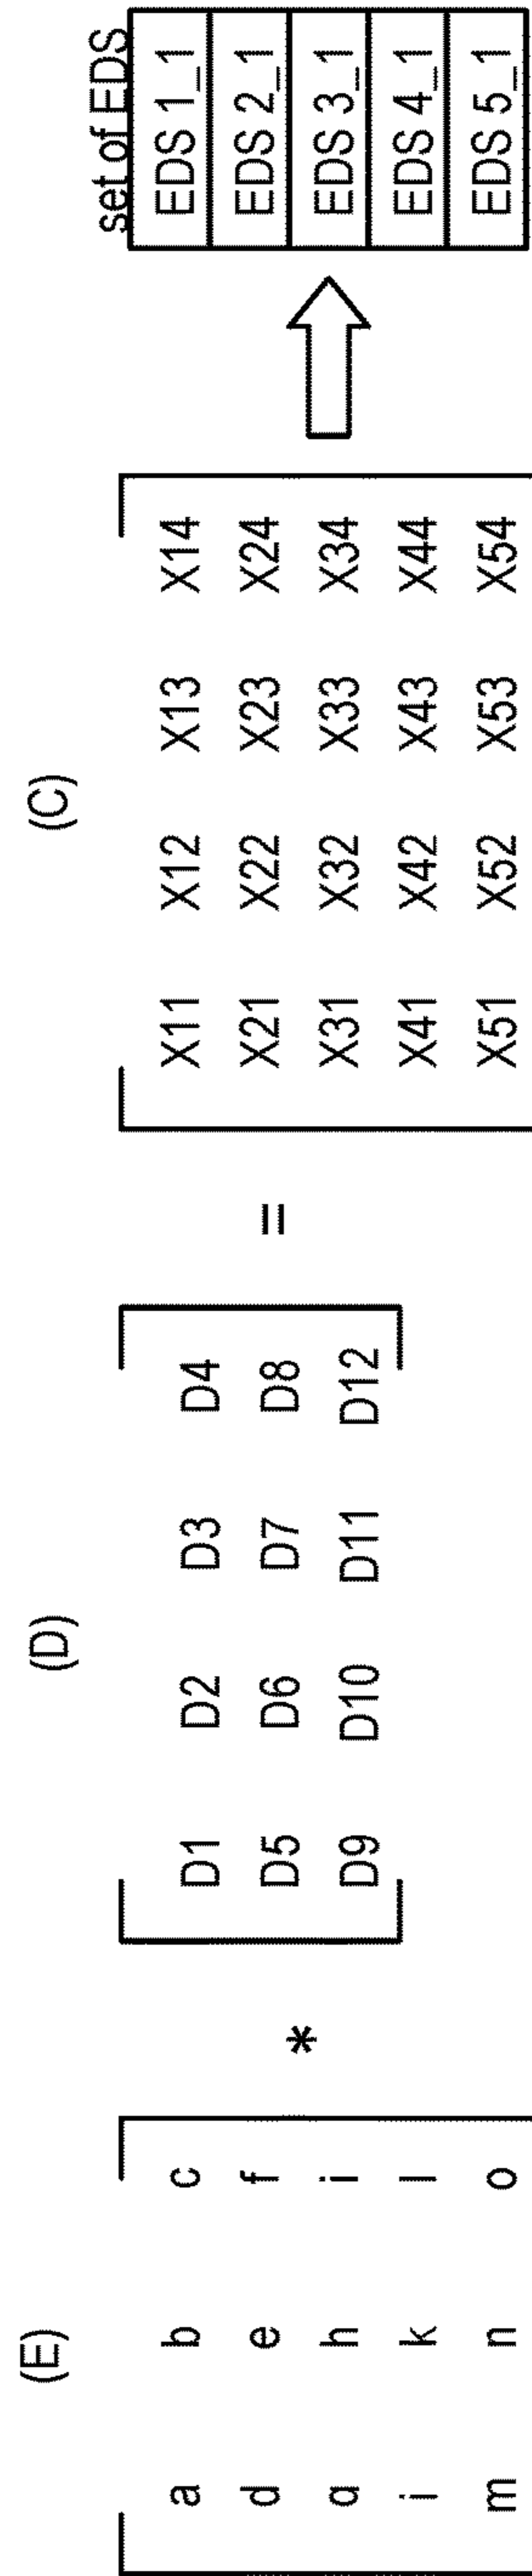 (E) (D) (C)
set of EDS
a b c * D1 D2 D3 D4 = X11 X12 X13 X14 EDS 1_1
d e f D5 D6 D7 D8 X21 X22 X23 X24 EDS 2_1
g h i D9 D10 D11 D12 X31 X32 X33 X34 EDS 3_1
j k l X41 X42 X43 X44 EDS 4_1
m n o X51 X52 X53 X54 EDS 5_1